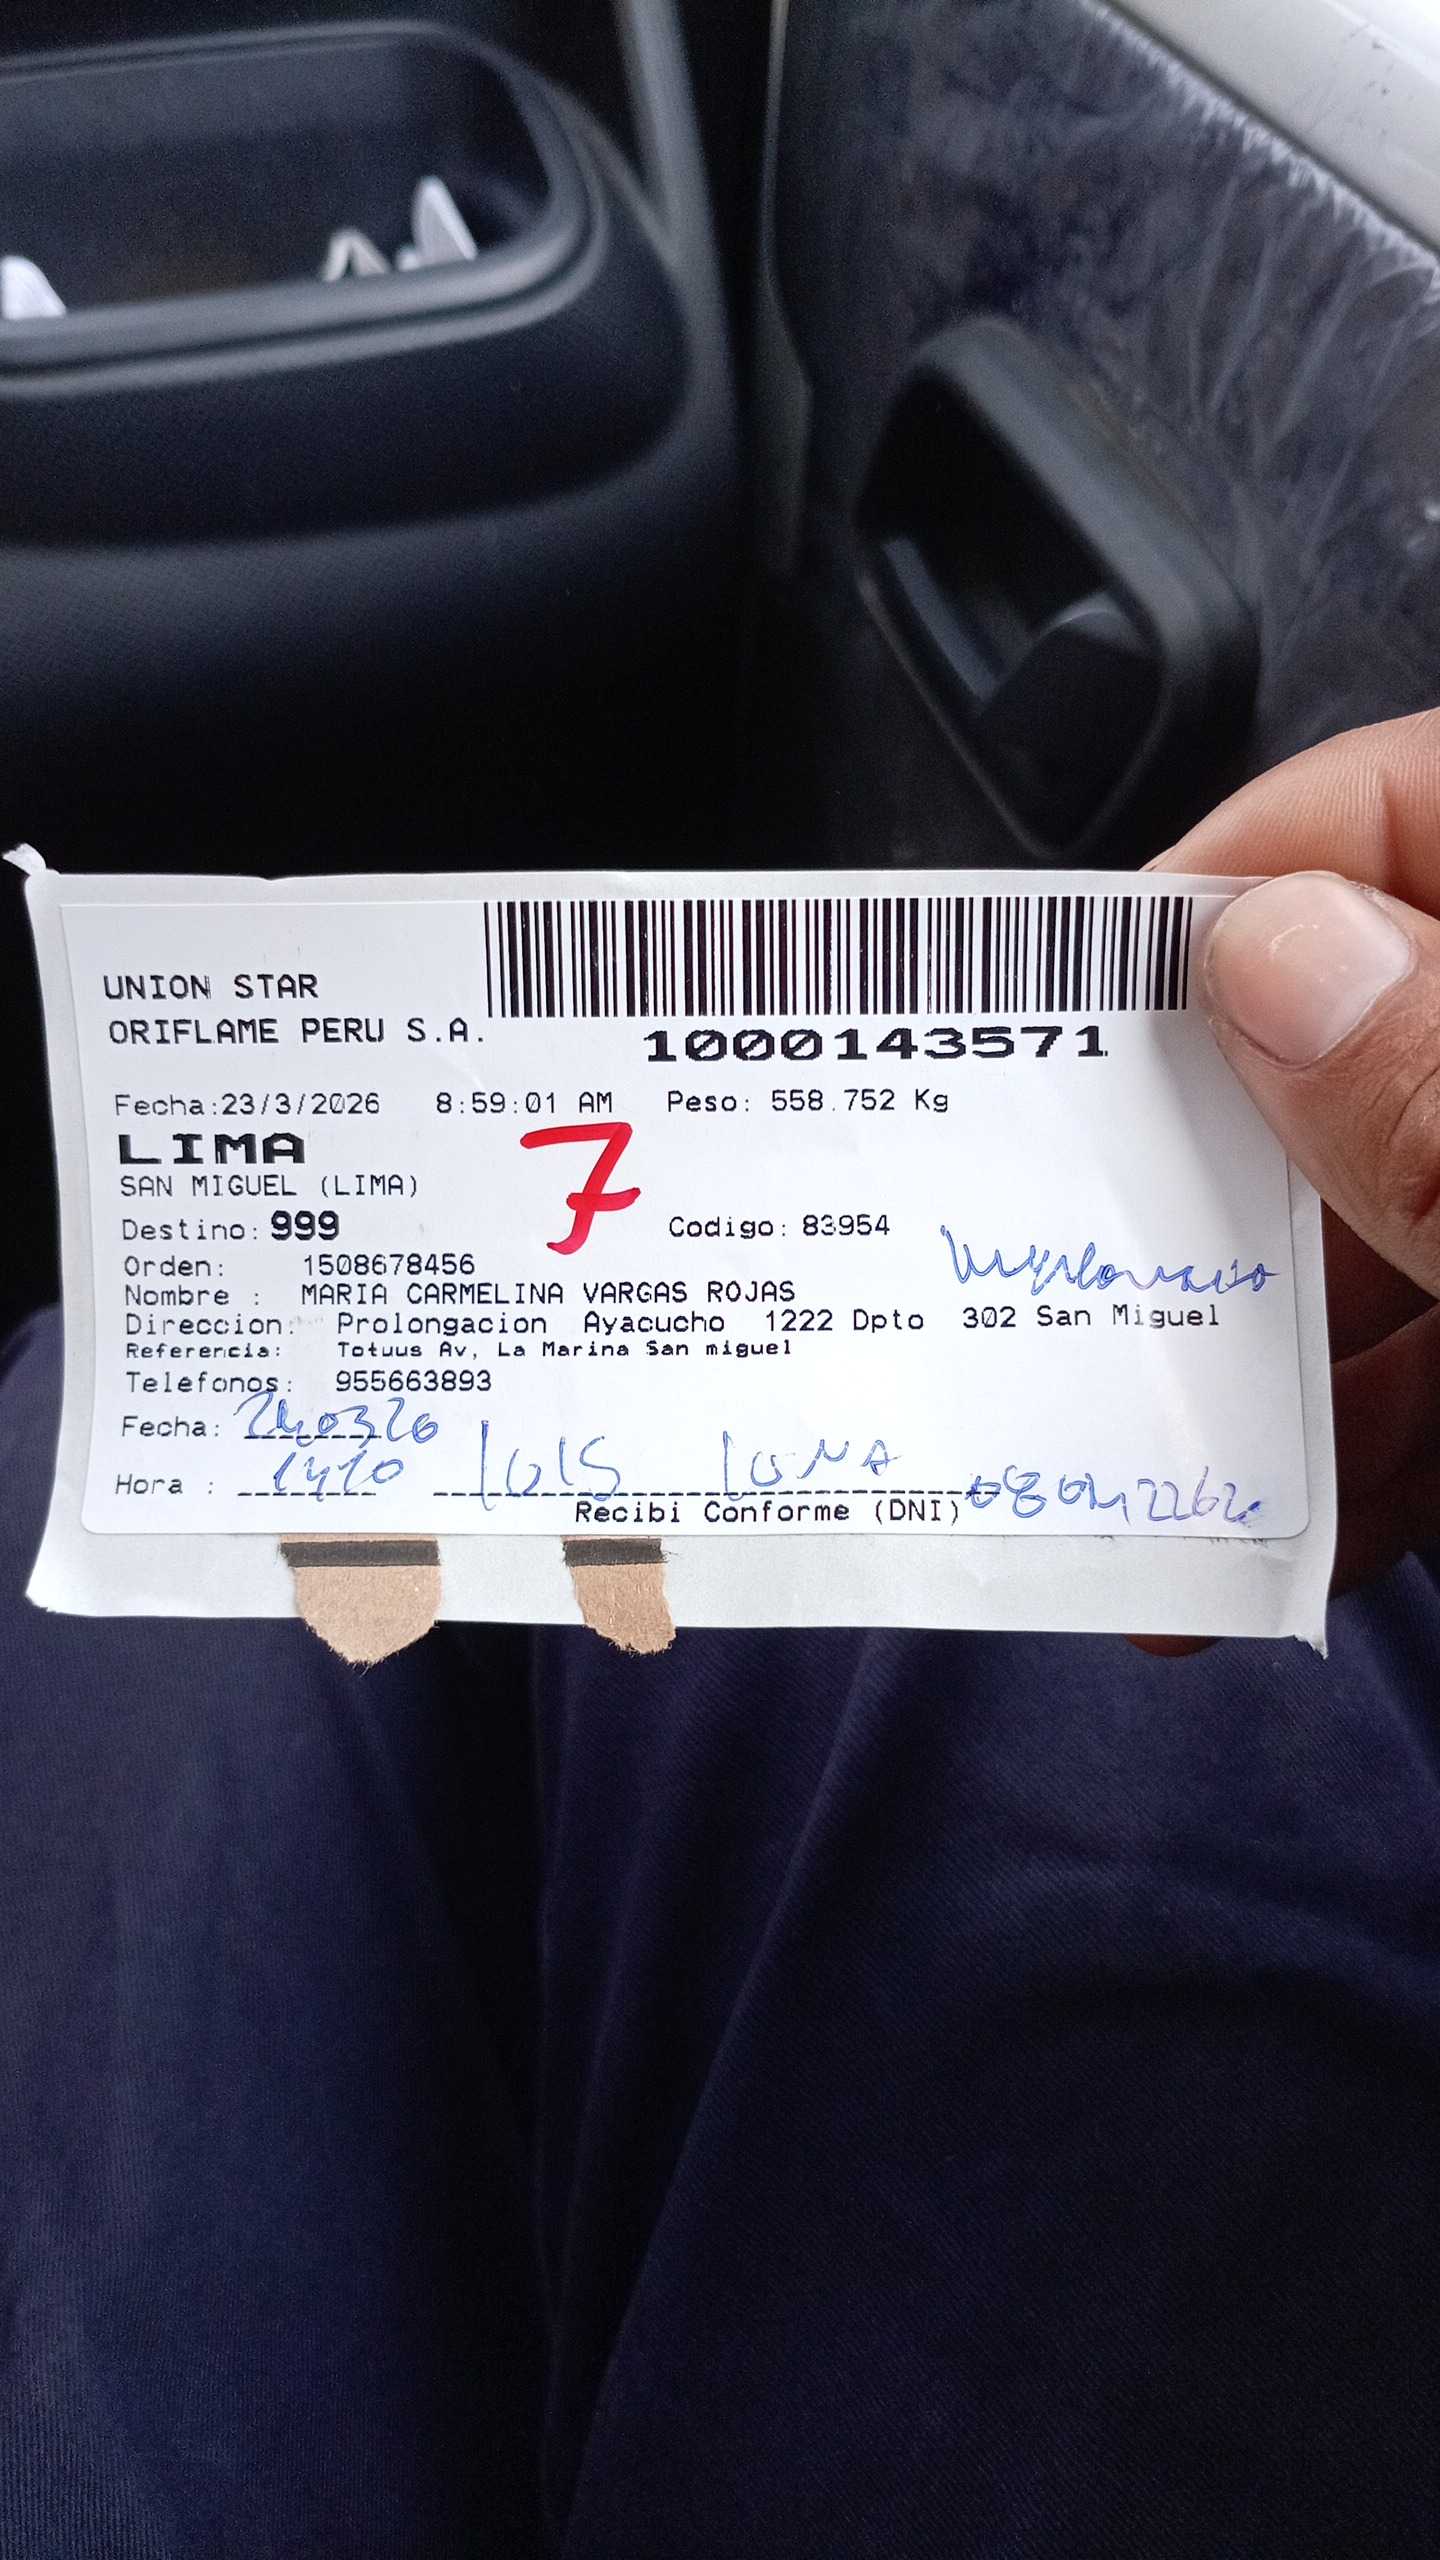 UNION STAR
ORIFLAME PERU S.A.
1000143571
Fecha:23/3/2026 8:59:01 AM Peso: 558.752 Kg
LIMA
7
SAN MIGUEL (LIMA)
Destino: 999 Codigo: 83954
Orden: 1508678456
Nombre : MARIA CARMELINA VARGAS ROJAS
Direccion: Prolongacion Ayacucho 1222 Dpto 302 San Miguel
Referencia: Totuus Av, La Marina San miguel
Telefonos: 955663893
Fecha: 240326
Hora : 1410 luis luna
Recibi Conforme (DNI)